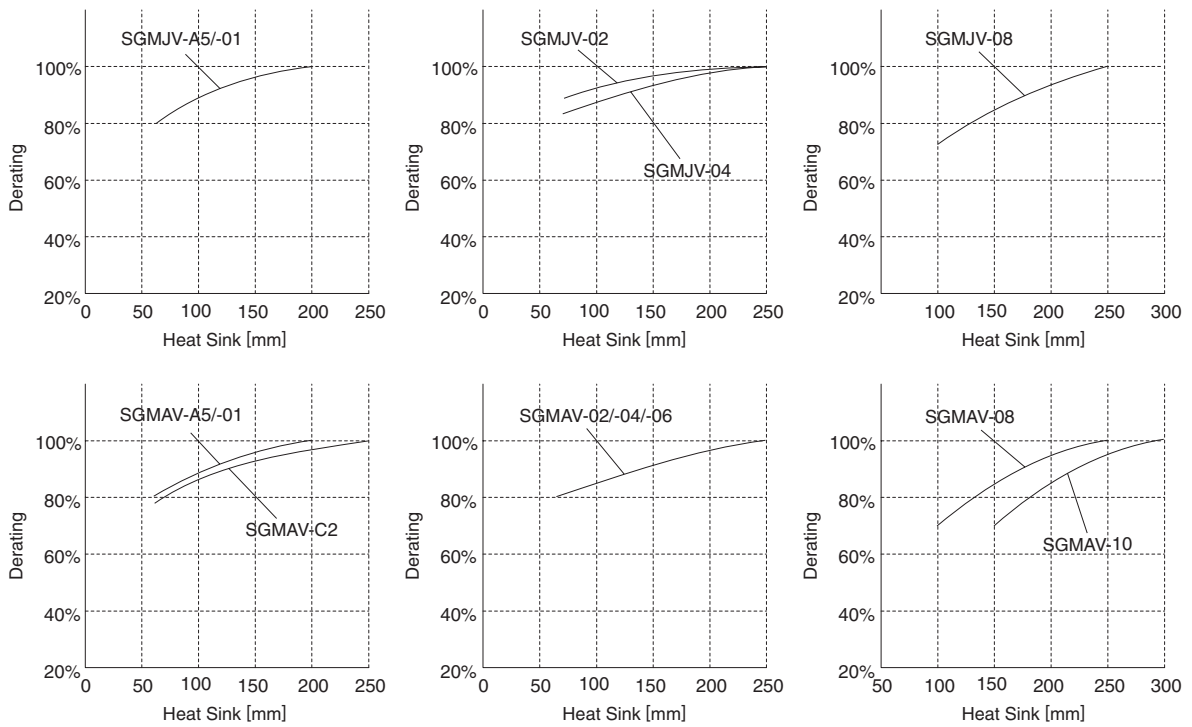 SGMJV-A5/-01
100%
80%
60%
40%
20%
Derating
0 50 100 150 200 250
Heat Sink [mm]
SGMJV-02
SGMJV-04
100%
80%
60%
40%
20%
Derating
0 50 100 150 200 250
Heat Sink [mm]
SGMJV-08
100%
80%
60%
40%
20%
Derating
100 150 200 250 300
Heat Sink [mm]
SGMAV-A5/-01
SGMAV-C2
100%
80%
60%
40%
20%
Derating
0 50 100 150 200 250
Heat Sink [mm]
SGMAV-02/-04/-06
100%
80%
60%
40%
20%
Derating
0 50 100 150 200 250
Heat Sink [mm]
SGMAV-08
SGMAV-10
100%
80%
60%
40%
20%
Derating
50 100 150 200 250 300
Heat Sink [mm]